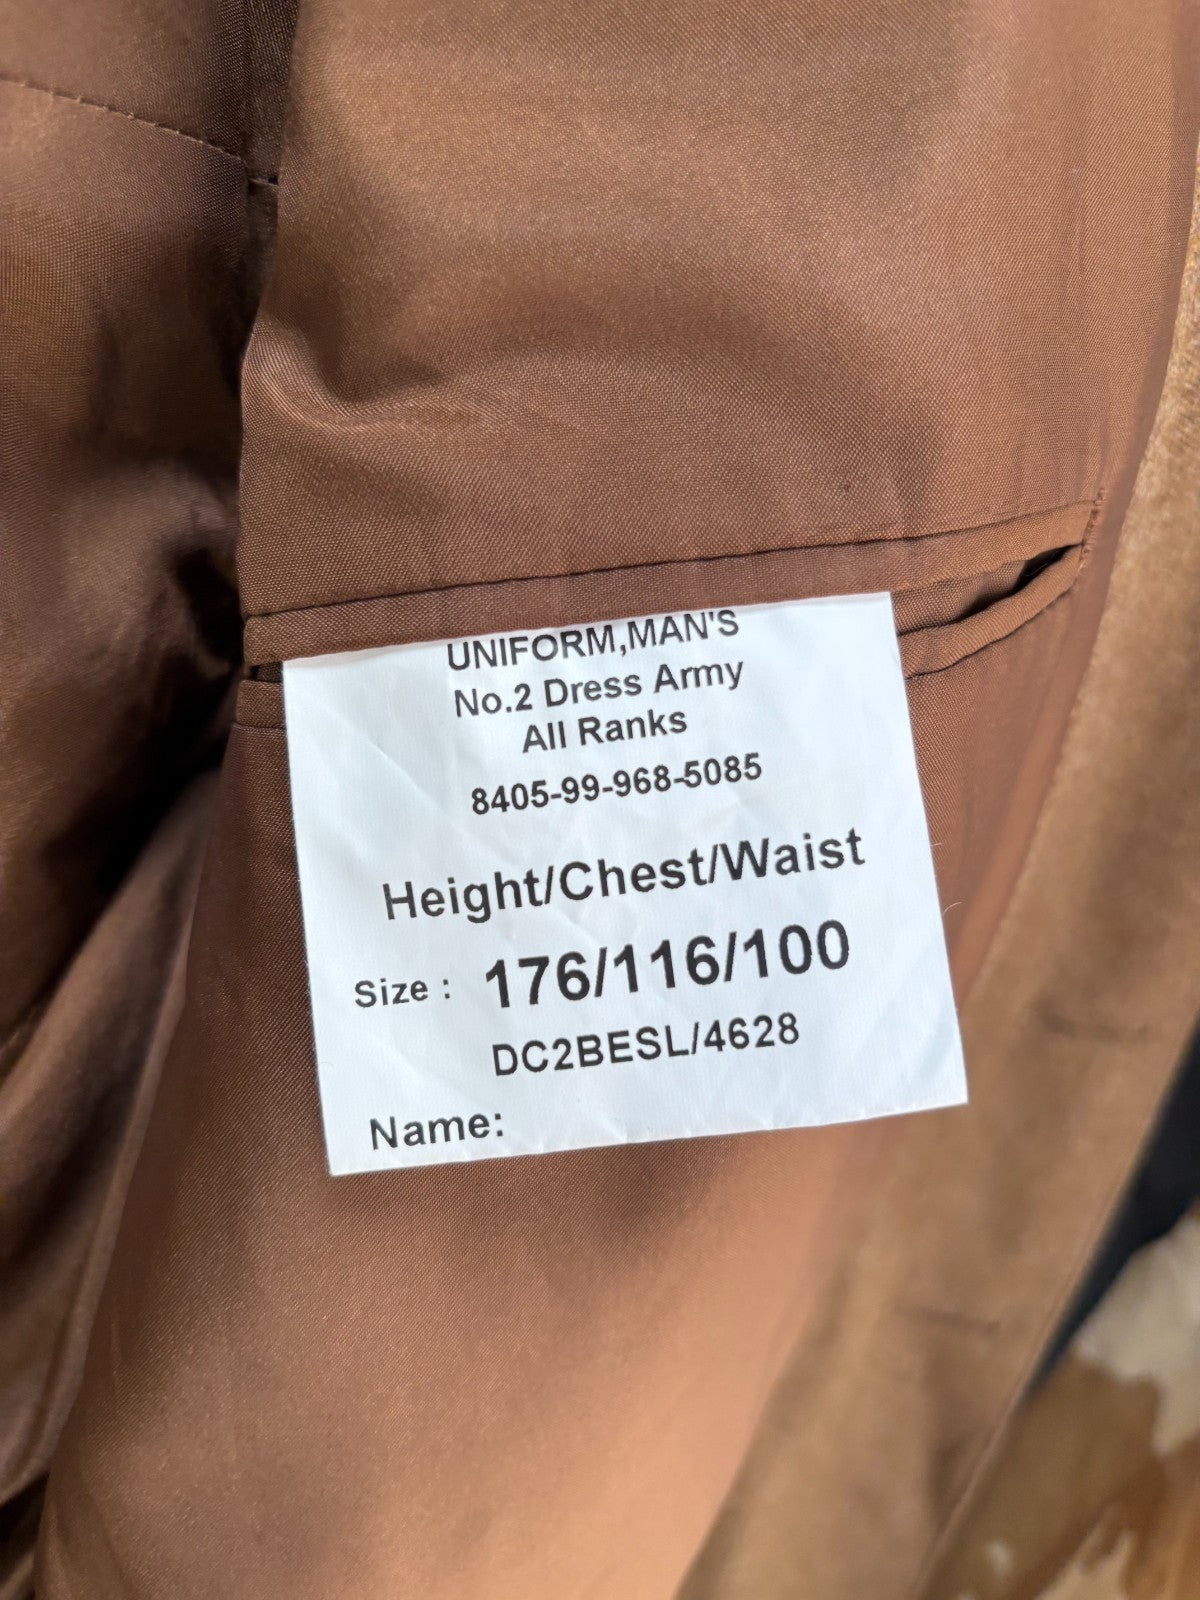 UNIFORM,MAN'S
No.2 Dress Army
All Ranks
8405-99-968-5085
Height/Chest/Waist
Size : 176/116/100
DC2BESL/4628
Name: